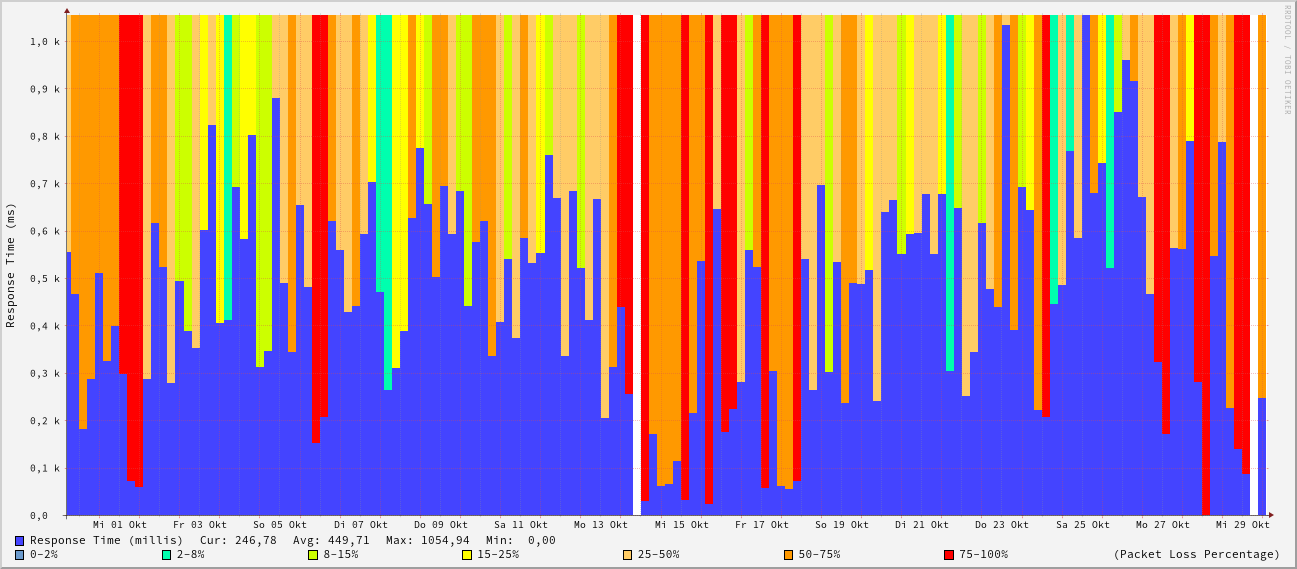 RRDTOOL / TOBI OETIKER
Response Time (ms)
1,0 k
0,9 k
0,8 k
0,7 k
0,6 k
0,5 k
0,4 k
0,3 k
0,2 k
0,1 k
0,0
Mi 01 Okt Fr 03 Okt So 05 Okt Di 07 Okt Do 09 Okt Sa 11 Okt Mo 13 Okt Mi 15 Okt Fr 17 Okt So 19 Okt Di 21 Okt Do 23 Okt Sa 25 Okt Mo 27 Okt Mi 29 Okt
Response Time (millis) Cur: 246,78 Avg: 449,71 Max: 1054,94 Min: 0,00
0-2% 2-8% 8-15% 15-25% 25-50% 50-75% 75-100% (Packet Loss Percentage)